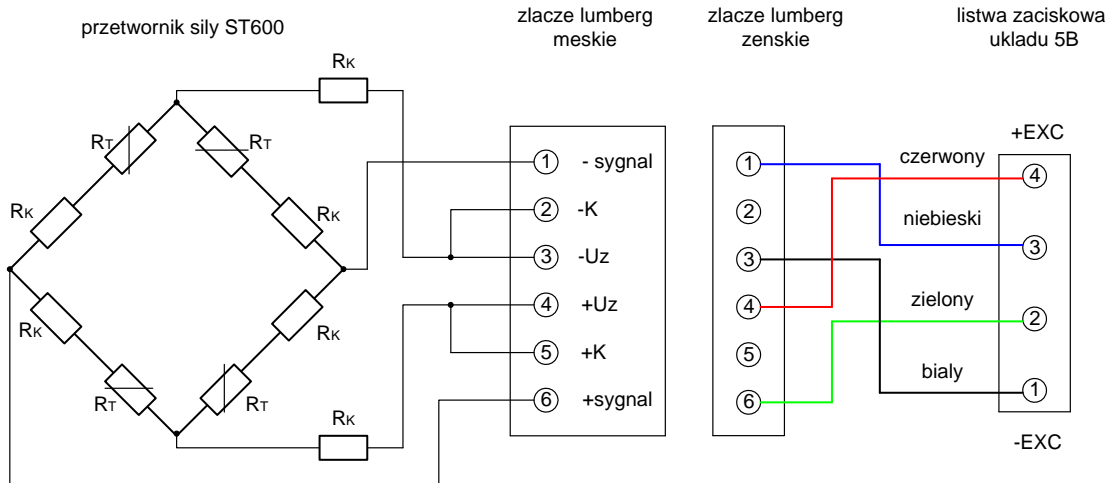 przetwornik sily ST600
zlacze lumberg
meskie
zlacze lumberg
zenskie
listwa zaciskowa
ukladu 5B
RK
RT
RT
RK
RK
RK
RK
RT
RT
RK
1 - sygnal
2 -K
3 -Uz
4 +Uz
5 +K
6 +sygnal
1
2
3
4
5
6
czerwony
niebieski
zielony
bialy
+EXC
4
3
2
1
-EXC